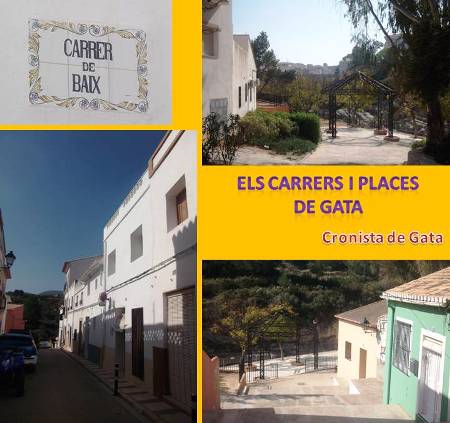 CARRER
DE
BAIX
ELS CARRERS I PLACES
DE GATA
Cronista de Gata